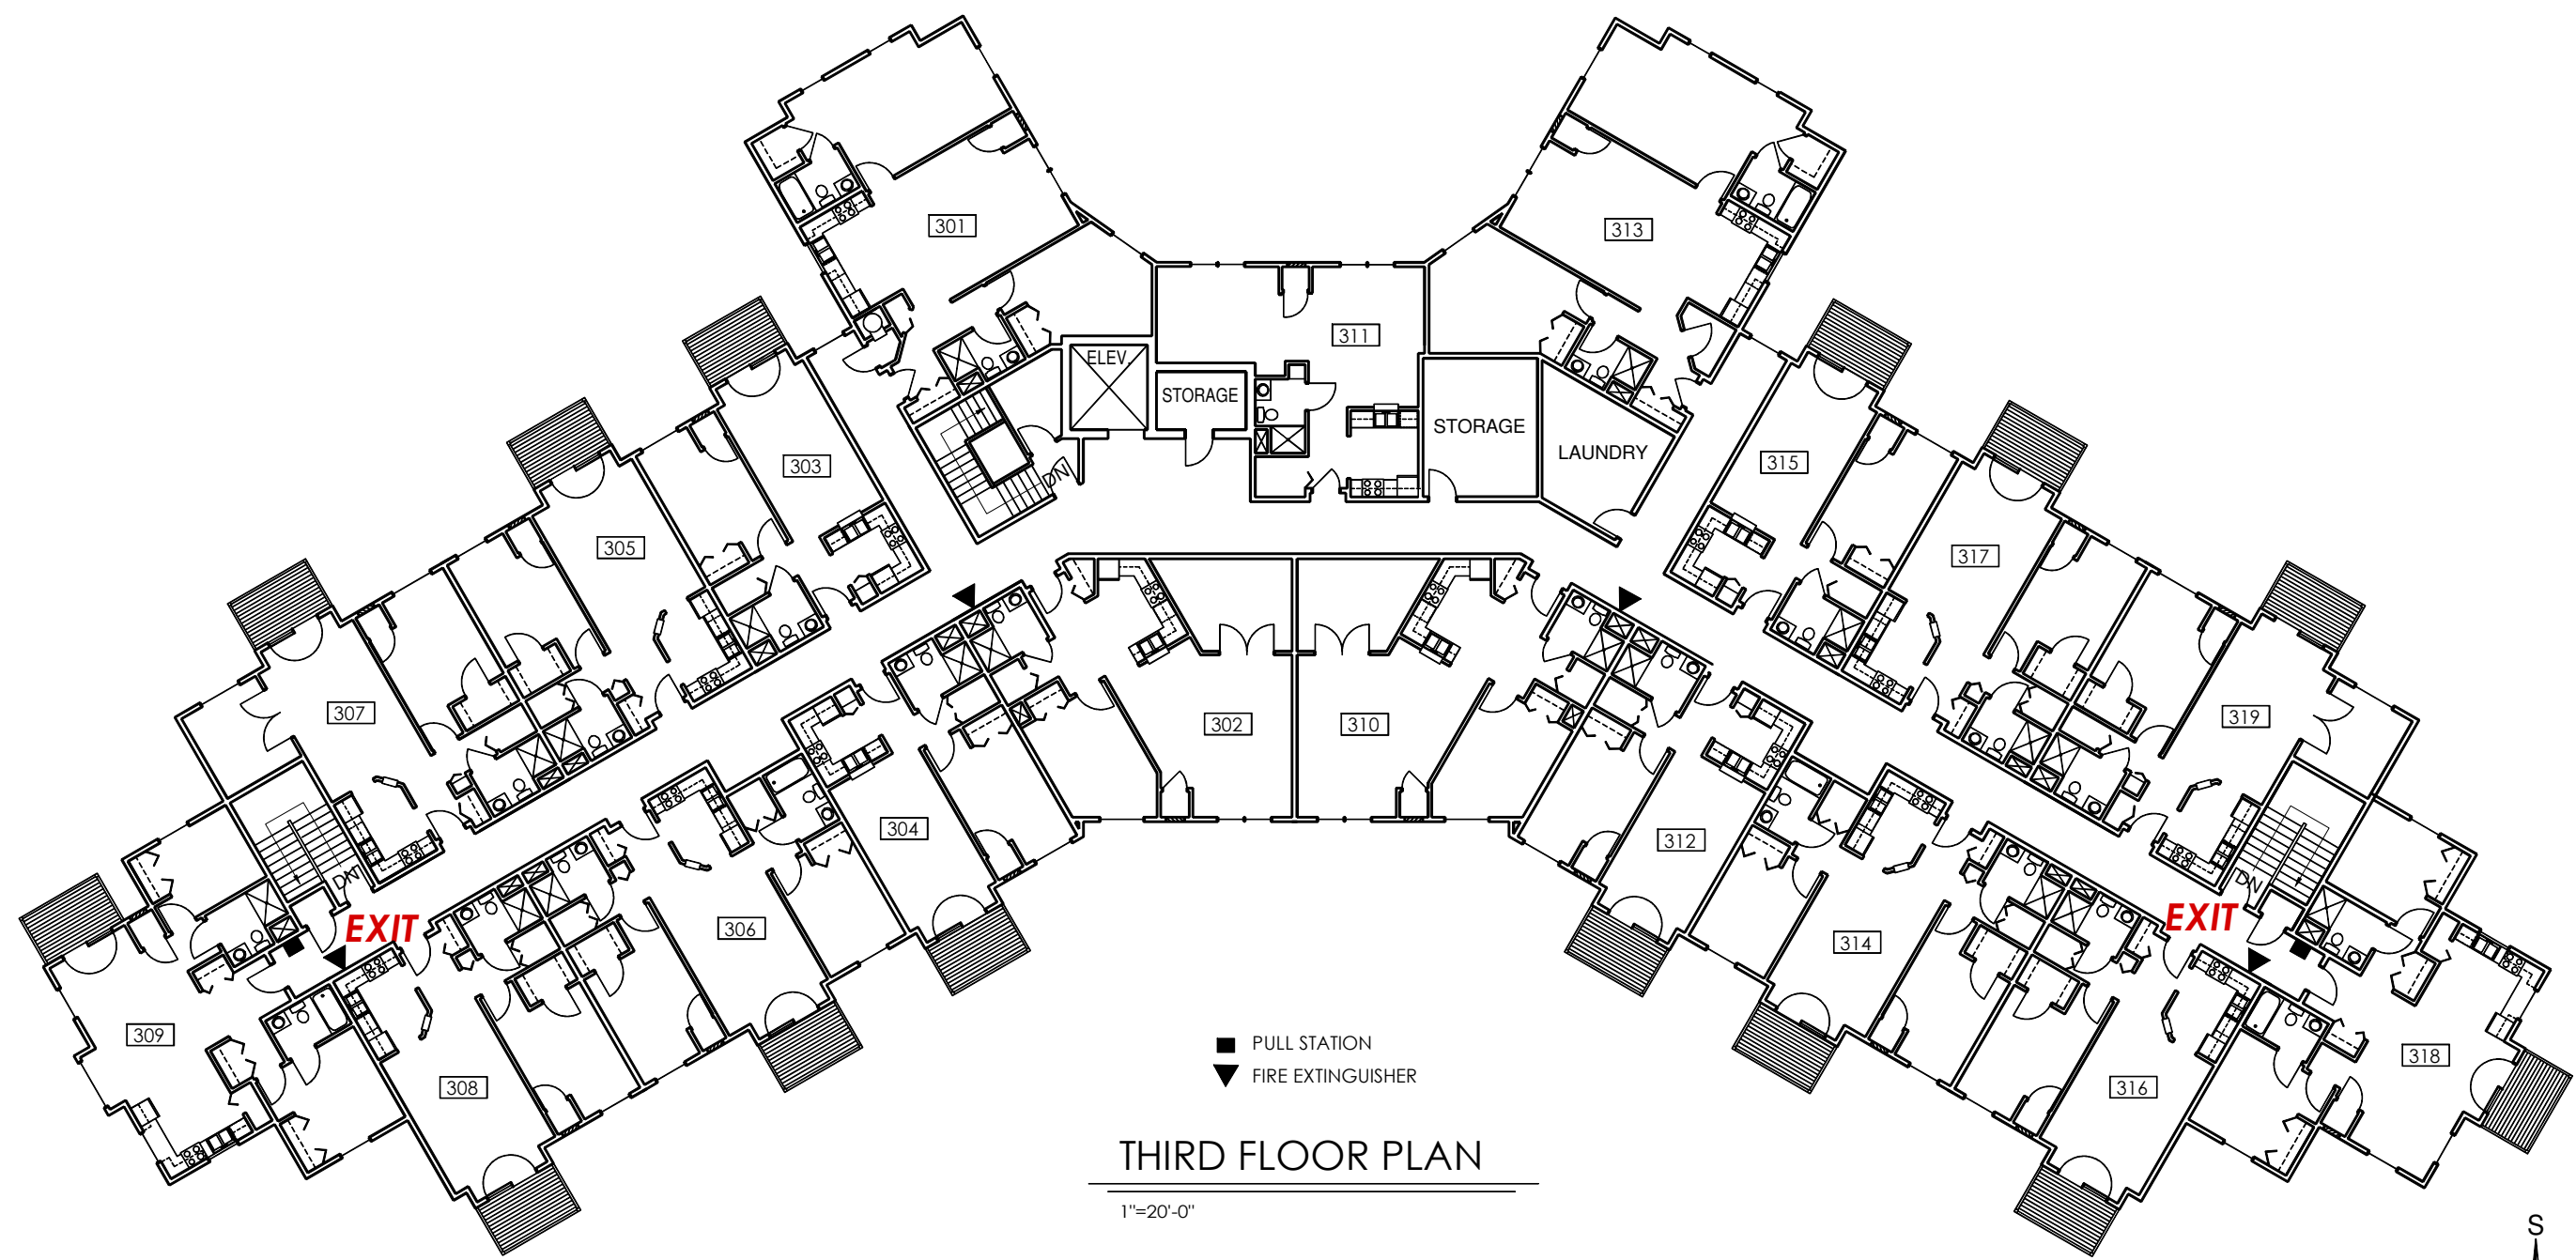 301
313
311
ELEV.
STORAGE
STORAGE
LAUNDRY
303
DN
315
305
317
307
302
310
319
304
312
DN
DN
EXIT
306
314
EXIT
309
308
316
318
PULL STATION
FIRE EXTINGUISHER
THIRD FLOOR PLAN
1"=20'-0"
S